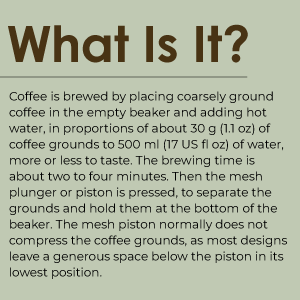 What Is It?
Coffee is brewed by placing coarsely ground
coffee in the empty beaker and adding hot
water, in proportions of about 30 g (1.1 oz) of
coffee grounds to 500 ml (17 US fl oz) of water,
more or less to taste. The brewing time is
about two to four minutes. Then the mesh
plunger or piston is pressed, to separate the
grounds and hold them at the bottom of the
beaker. The mesh piston normally does not
compress the coffee grounds, as most designs
leave a generous space below the piston in its
lowest position.